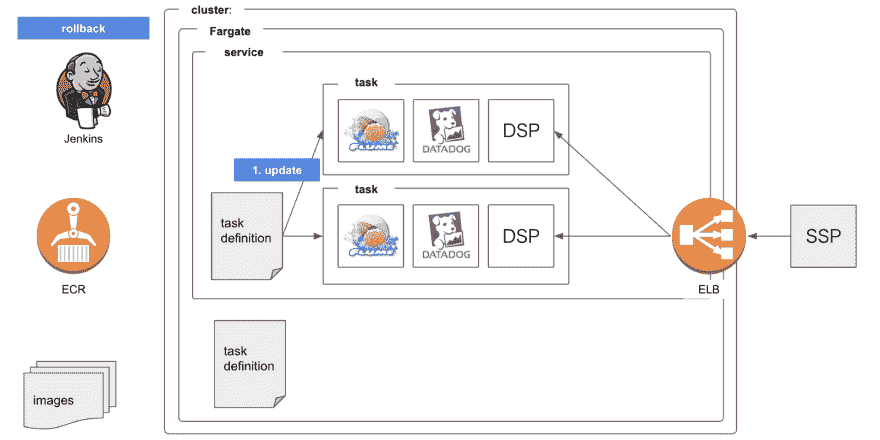 cluster:
rollback
Fargate
service
task
DSP
DATADOG
Jenkins
1. update
task
task
definition
DSP
DATADOG
SSP
ECR
ELB
task
definition
images